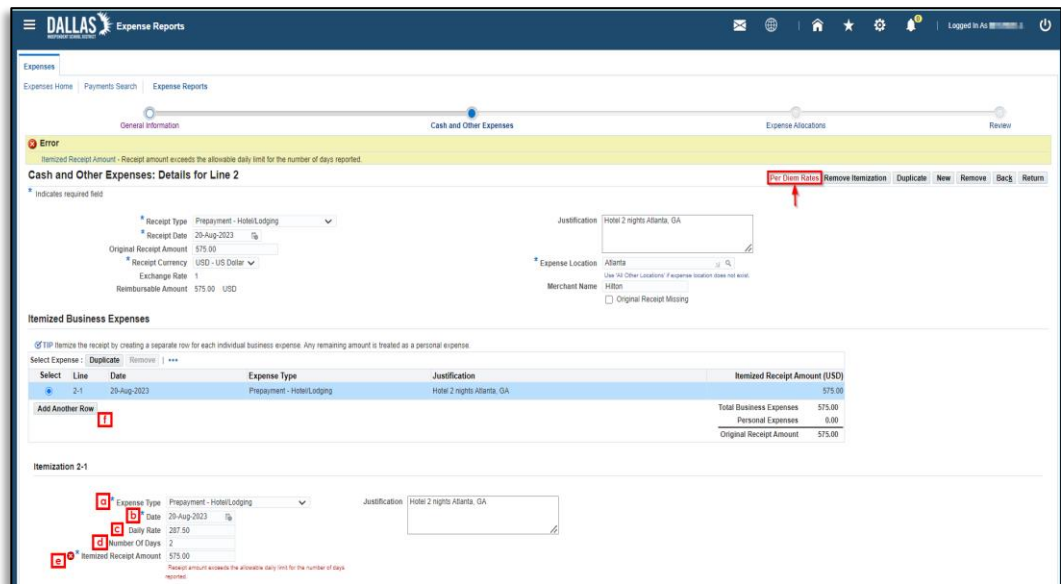 DALLAS Expense Reports Logged In As
INDEPENDENT SCHOOL DISTRICT
0
Expenses
Expenses Home | Payments Search | Expense Reports
General Information Cash and Other Expenses Expense Allocations Review
Error
Itemized Receipt Amount - Receipt amount exceeds the allowable daily limit for the number of days reported.
Cash and Other Expenses: Details for Line 2
Per Diem Rates Remove Itemization Duplicate New Remove Back Return
* Indicates required field
* Receipt Type Prepayment - Hotel/Lodging
* Receipt Date 20-Aug-2023
Original Receipt Amount 575.00
* Receipt Currency USD - US Dollar
Exchange Rate 1
Reimbursable Amount 575.00 USD
Justification Hotel 2 nights Atlanta, GA
* Expense Location Atlanta
Use 'All Other Locations' if expense location does not exist.
Merchant Name Hilton
Original Receipt Missing
Itemized Business Expenses
TIP Itemize the receipt by creating a separate row for each individual business expense. Any remaining amount is treated as a personal expense.
Select Expense : Duplicate Remove | •••
Select Line Date Expense Type Justification Itemized Receipt Amount (USD)
2-1 20-Aug-2023 Prepayment - Hotel/Lodging Hotel 2 nights Atlanta, GA 575.00
Add Another Row
f
Total Business Expenses 575.00
Personal Expenses 0.00
Original Receipt Amount 575.00
Itemization 2-1
a * Expense Type Prepayment - Hotel/Lodging
b * Date 20-Aug-2023
c Daily Rate 287.50
d Number Of Days 2
e * Itemized Receipt Amount 575.00
Receipt amount exceeds the allowable daily limit for the number of days
reported.
Justification Hotel 2 nights Atlanta, GA